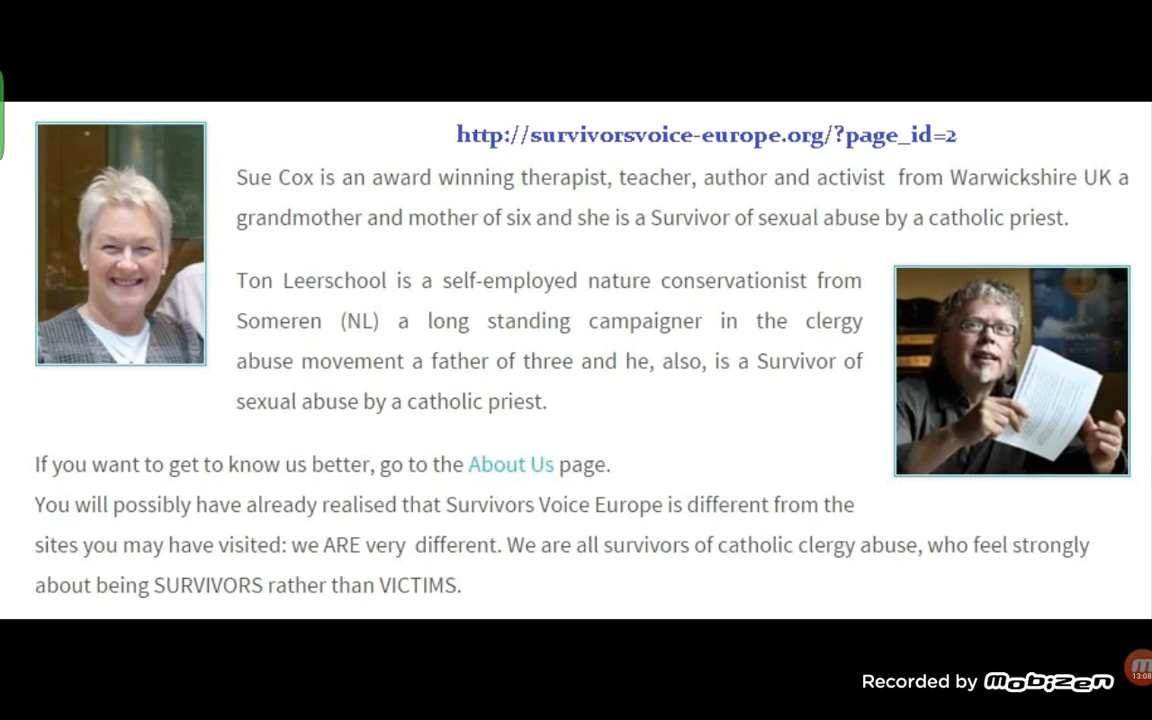 http://survivorsvoice-europe.org/?page_id=2
Sue Cox is an award winning therapist, teacher, author and activist from Warwickshire UK a
grandmother and mother of six and she is a Survivor of sexual abuse by a catholic priest.
Ton Leerschool is a self-employed nature conservationist from
Someren (NL) a long standing campaigner in the clergy
abuse movement a father of three and he, also, is a Survivor of
sexual abuse by a catholic priest.
If you want to get to know us better, go to the About Us page.
You will possibly have already realised that Survivors Voice Europe is different from the
sites you may have visited: we ARE very different. We are all survivors of catholic clergy abuse, who feel strongly
about being SURVIVORS rather than VICTIMS.
Recorded by Mobizen
13:08